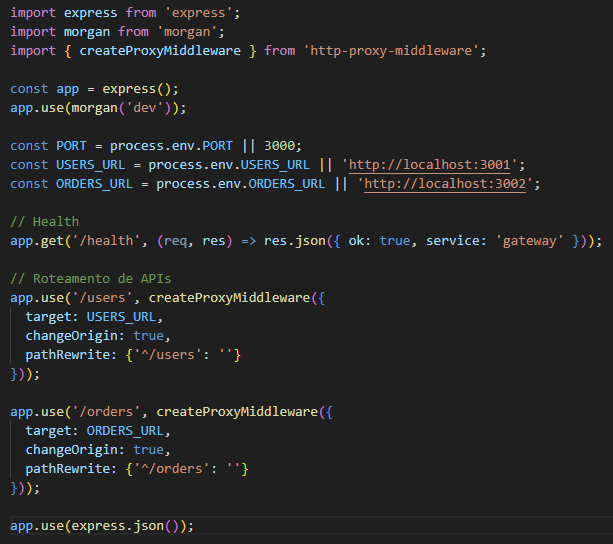 import express from 'express';
import morgan from 'morgan';
import { createProxyMiddleware } from 'http-proxy-middleware';

const app = express();
app.use(morgan('dev'));

const PORT = process.env.PORT || 3000;
const USERS_URL = process.env.USERS_URL || 'http://localhost:3001';
const ORDERS_URL = process.env.ORDERS_URL || 'http://localhost:3002';

// Health
app.get('/health', (req, res) => res.json({ ok: true, service: 'gateway' }));

// Roteamento de APIs
app.use('/users', createProxyMiddleware({
  target: USERS_URL,
  changeOrigin: true,
  pathRewrite: {'^/users': ''}
}));

app.use('/orders', createProxyMiddleware({
  target: ORDERS_URL,
  changeOrigin: true,
  pathRewrite: {'^/orders': ''}
}));

app.use(express.json());